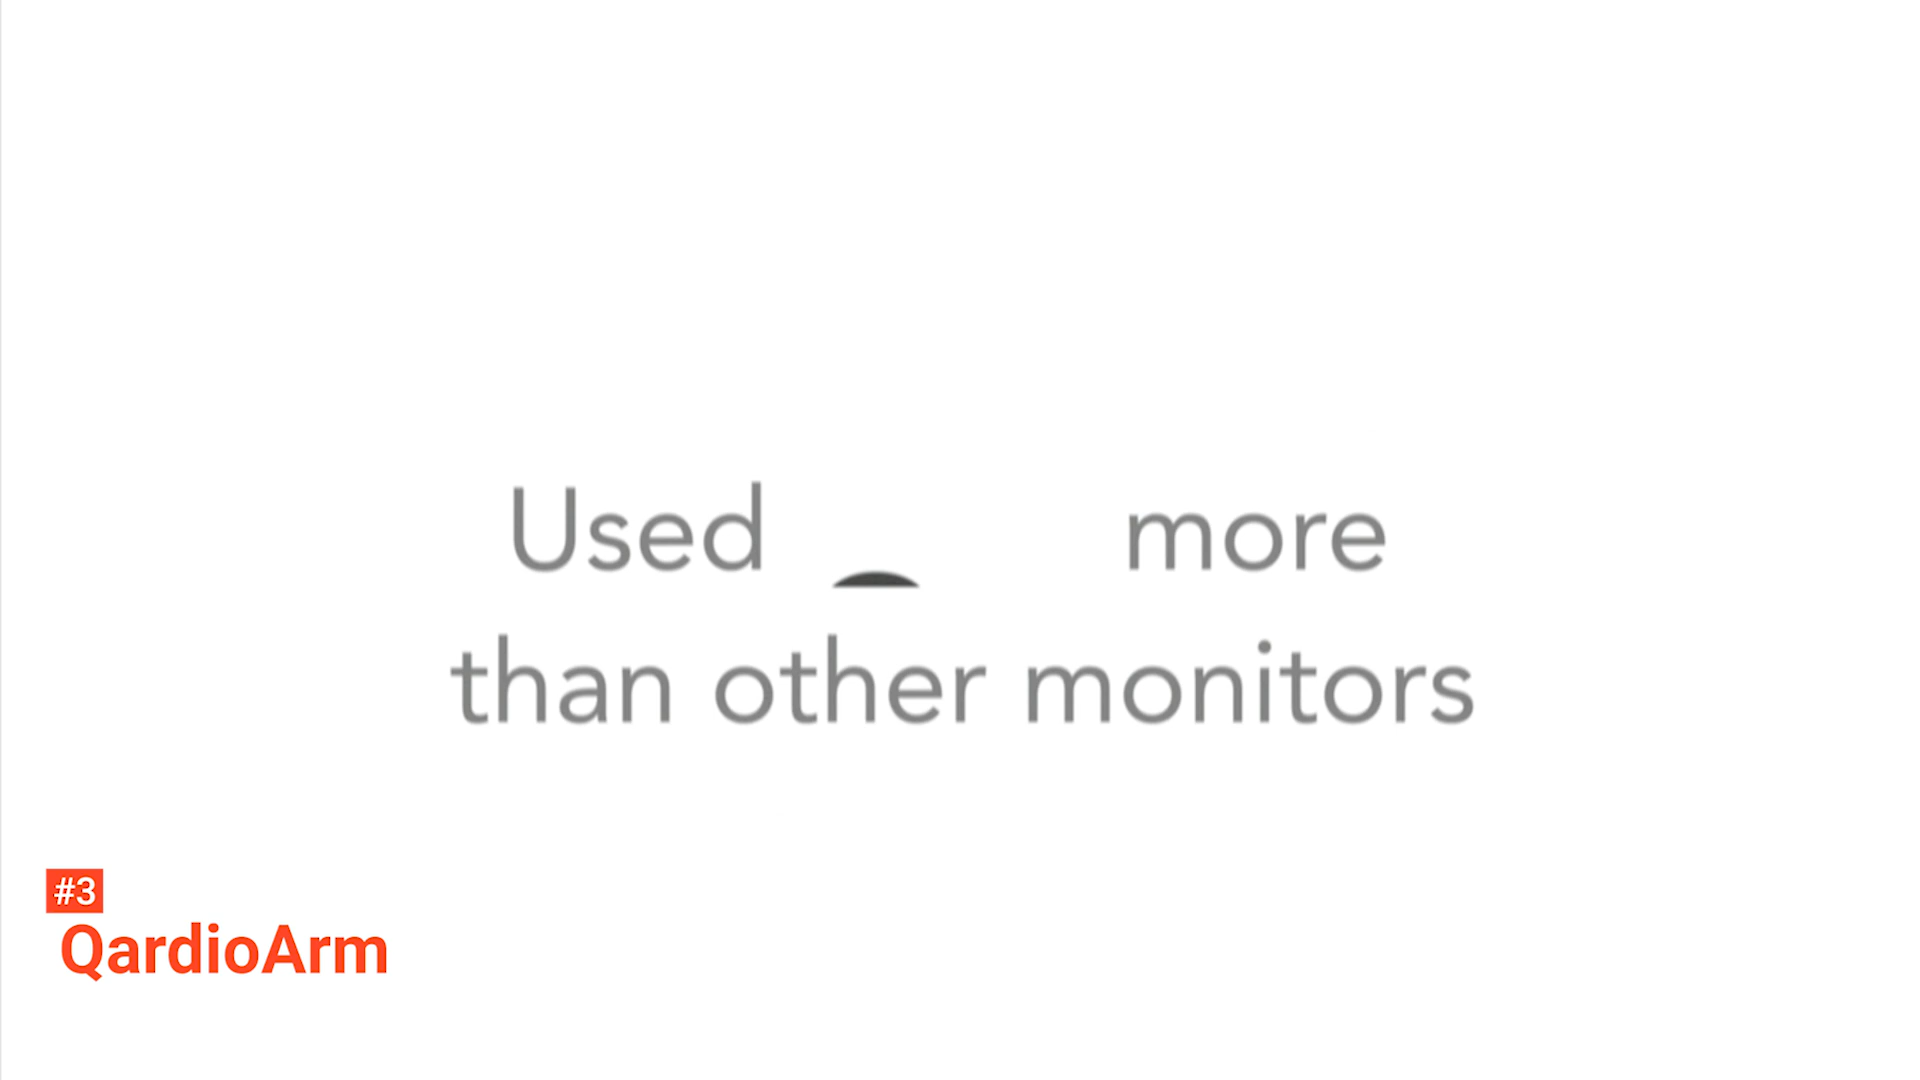 Used more
than other monitors
#3
QardioArm